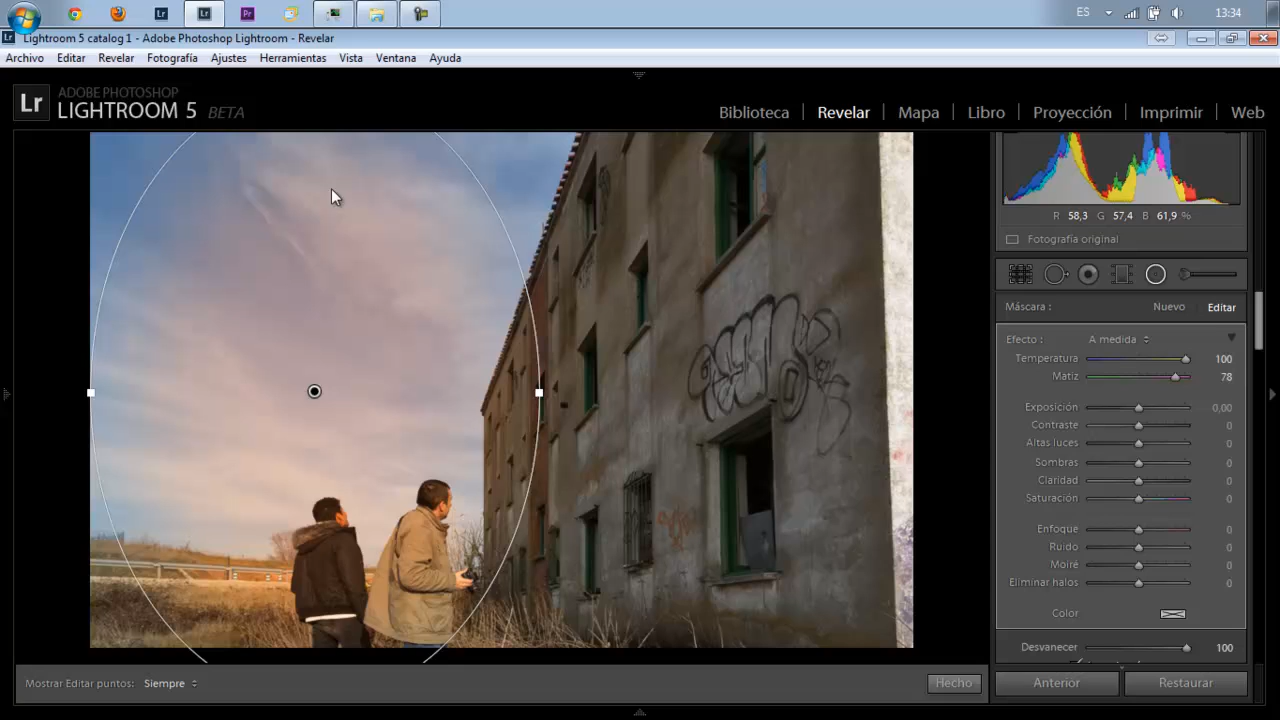 ES
13:34
Lightroom 5 catalog 1 - Adobe Photoshop Lightroom - Revelar
Archivo Editar Revelar Fotografía Ajustes Herramientas Vista Ventana Ayuda
Lr
ADOBE PHOTOSHOP
LIGHTROOM 5 BETA
Biblioteca Revelar Mapa Libro Proyección Imprimir Web
R 58,3 G 57,4 B 61,9 %
Fotografía original
Máscara : Nuevo Editar
Efecto : A medida
Temperatura 100
Matiz 78
Exposición 0,00
Contraste 0
Altas luces 0
Sombras 0
Claridad 0
Saturación 0
Enfoque 0
Ruido 0
Moiré 0
Eliminar halos 0
Color
Desvanecer 100
Mostrar Editar puntos: Siempre
Hecho
Anterior
Restaurar